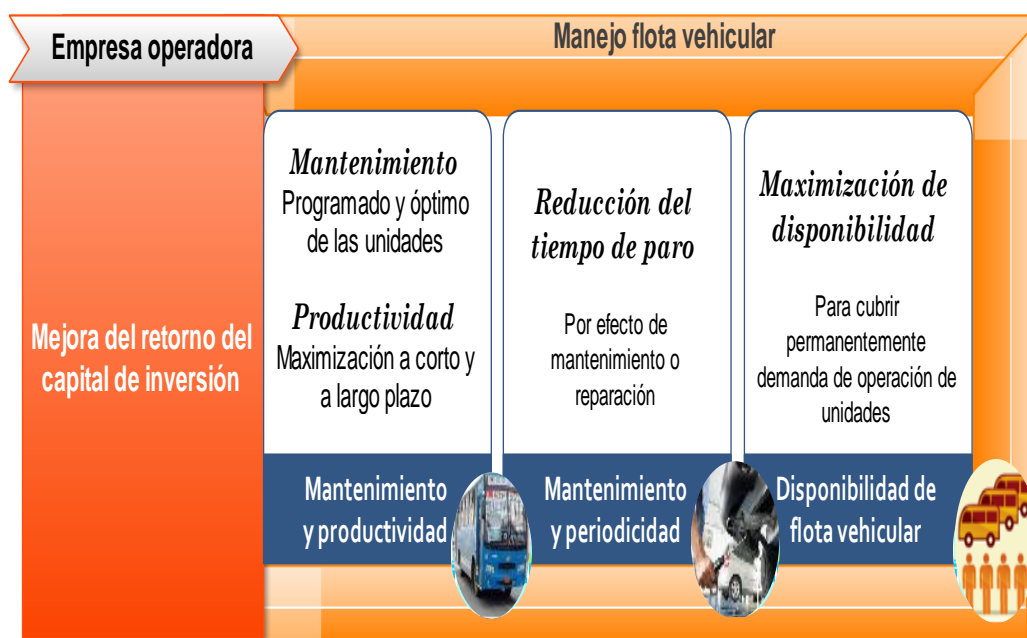 Empresa operadora
Manejo flota vehicular
Mejora del retorno del
capital de inversión
Mantenimiento
Programado y óptimo
de las unidades
Productividad
Maximización a corto y
a largo plazo
Mantenimiento
y productividad
Reducción del
tiempo de paro
Por efecto de
mantenimiento o
reparación
Mantenimiento
y periodicidad
Maximización de
disponibilidad
Para cubrir
permanentemente
demanda de operación de
unidades
Disponibilidad de
flota vehicular